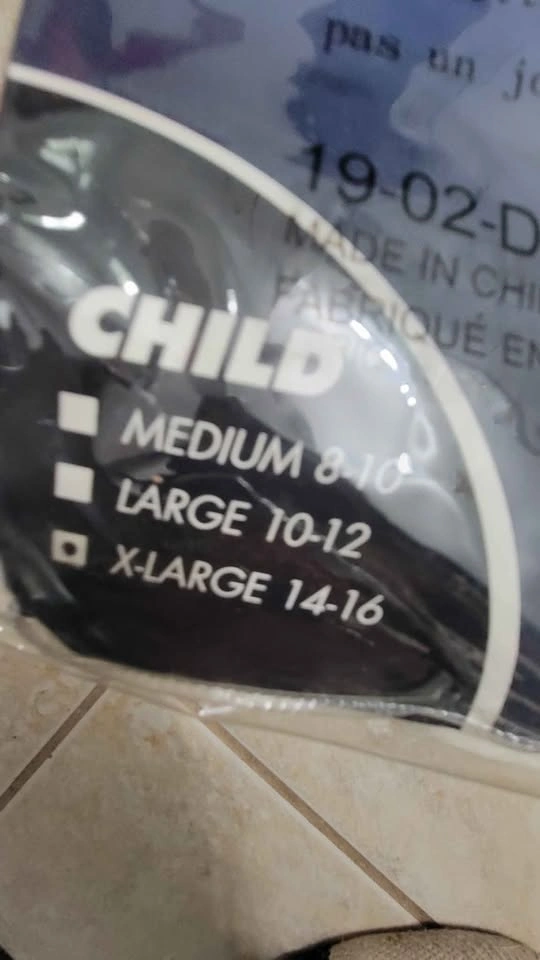 pas un
19-02-D
MADE IN CHI
FABRIQUÉ EN
CHILD
MEDIUM 8-10
LARGE 10-12
X-LARGE 14-16